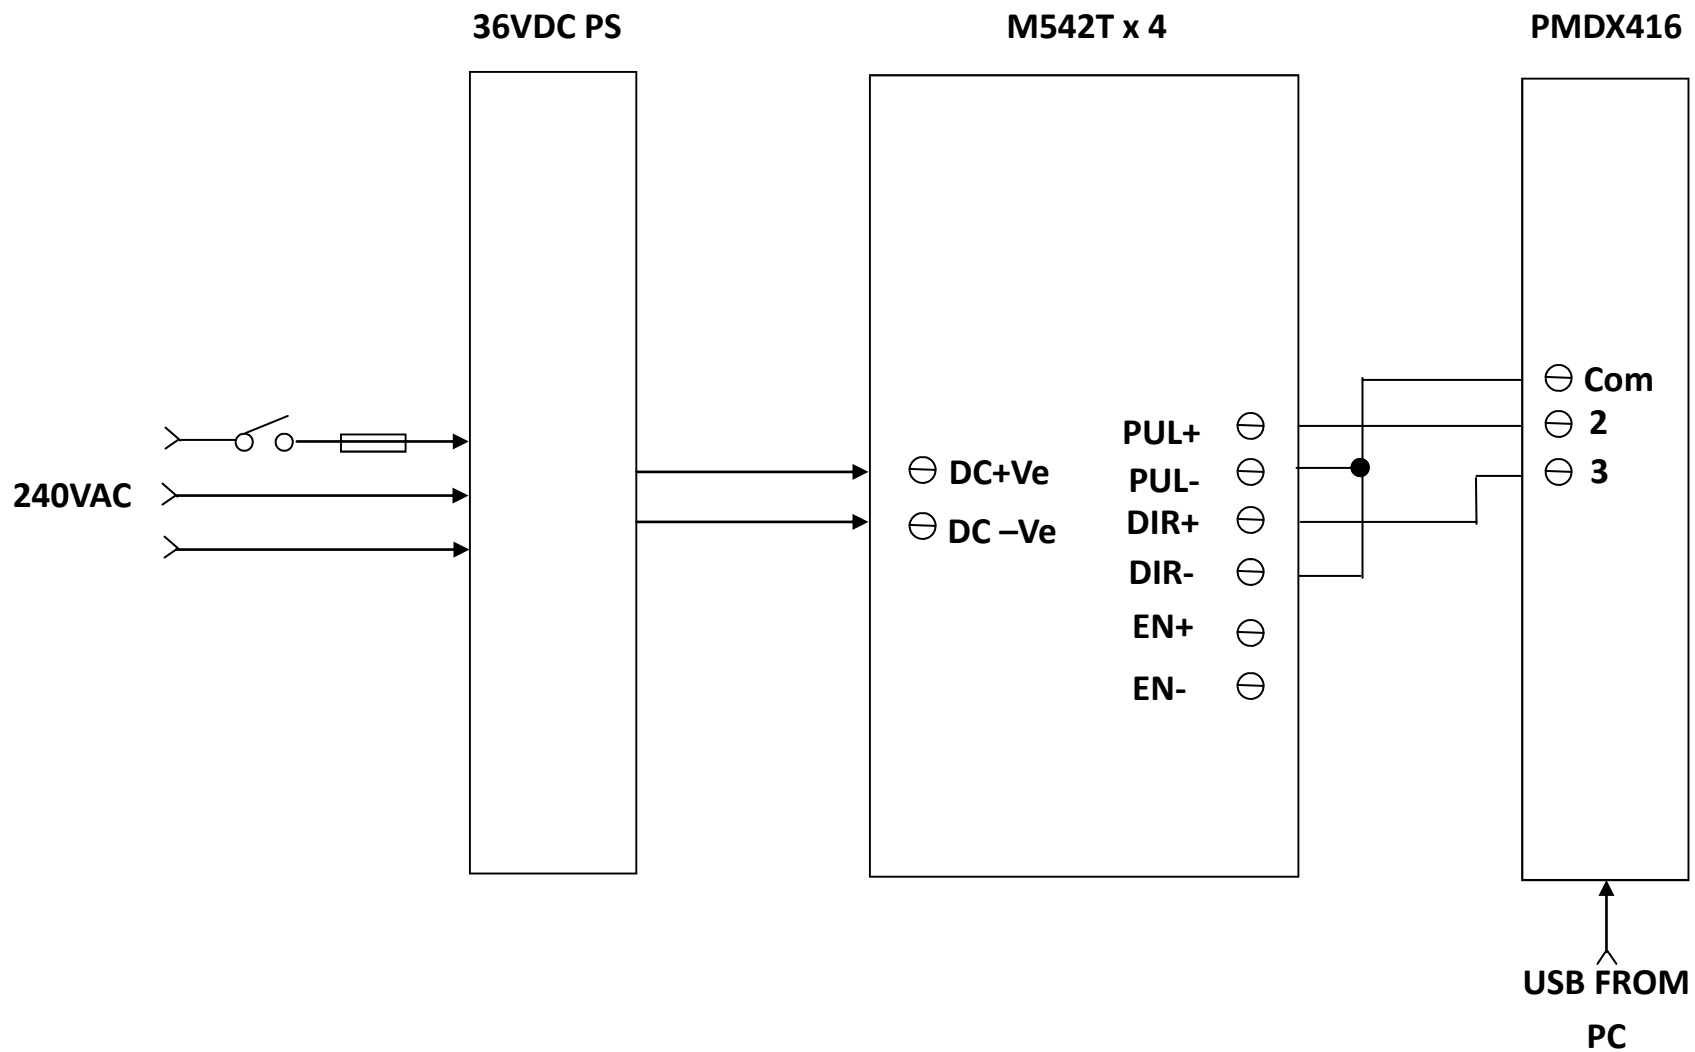 36VDC PS
M542T x 4
PMDX416
240VAC
DC+Ve
DC –Ve
PUL+
PUL-
DIR+
DIR-
EN+
EN-
Com
2
3
USB FROM
PC